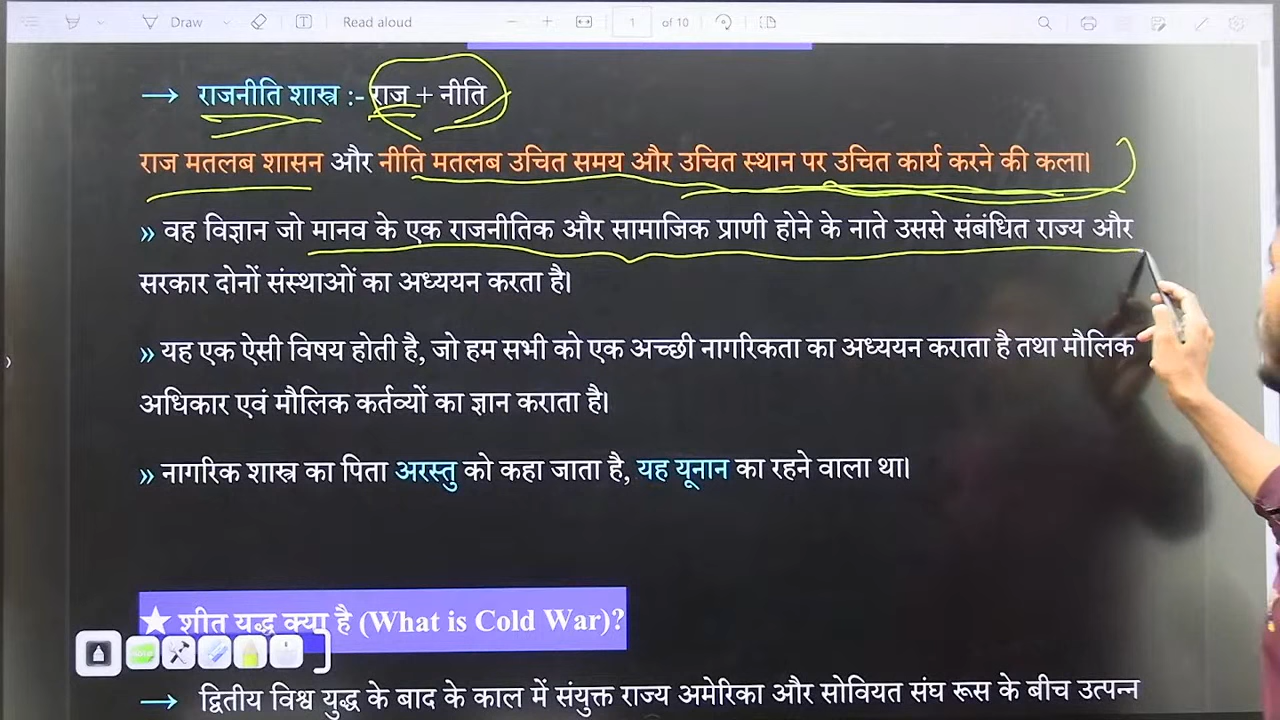 Draw
Read aloud
1 of 10
→ राजनीति शास्त्र :- राज + नीति
राज मतलब शासन और नीति मतलब उचित समय और उचित स्थान पर उचित कार्य करने की कला।
» वह विज्ञान जो मानव के एक राजनीतिक और सामाजिक प्राणी होने के नाते उससे संबंधित राज्य और
सरकार दोनों संस्थाओं का अध्ययन करता है।
» यह एक ऐसी विषय होती है, जो हम सभी को एक अच्छी नागरिकता का अध्ययन कराता है तथा मौलिक
अधिकार एवं मौलिक कर्तव्यों का ज्ञान कराता है।
» नागरिक शास्त्र का पिता अरस्तु को कहा जाता है, यह यूनान का रहने वाला था।
★ शीत युद्ध क्या है (What is Cold War)?
→ द्वितीय विश्व युद्ध के बाद के काल में संयुक्त राज्य अमेरिका और सोवियत संघ रूस के बीच उत्पन्न